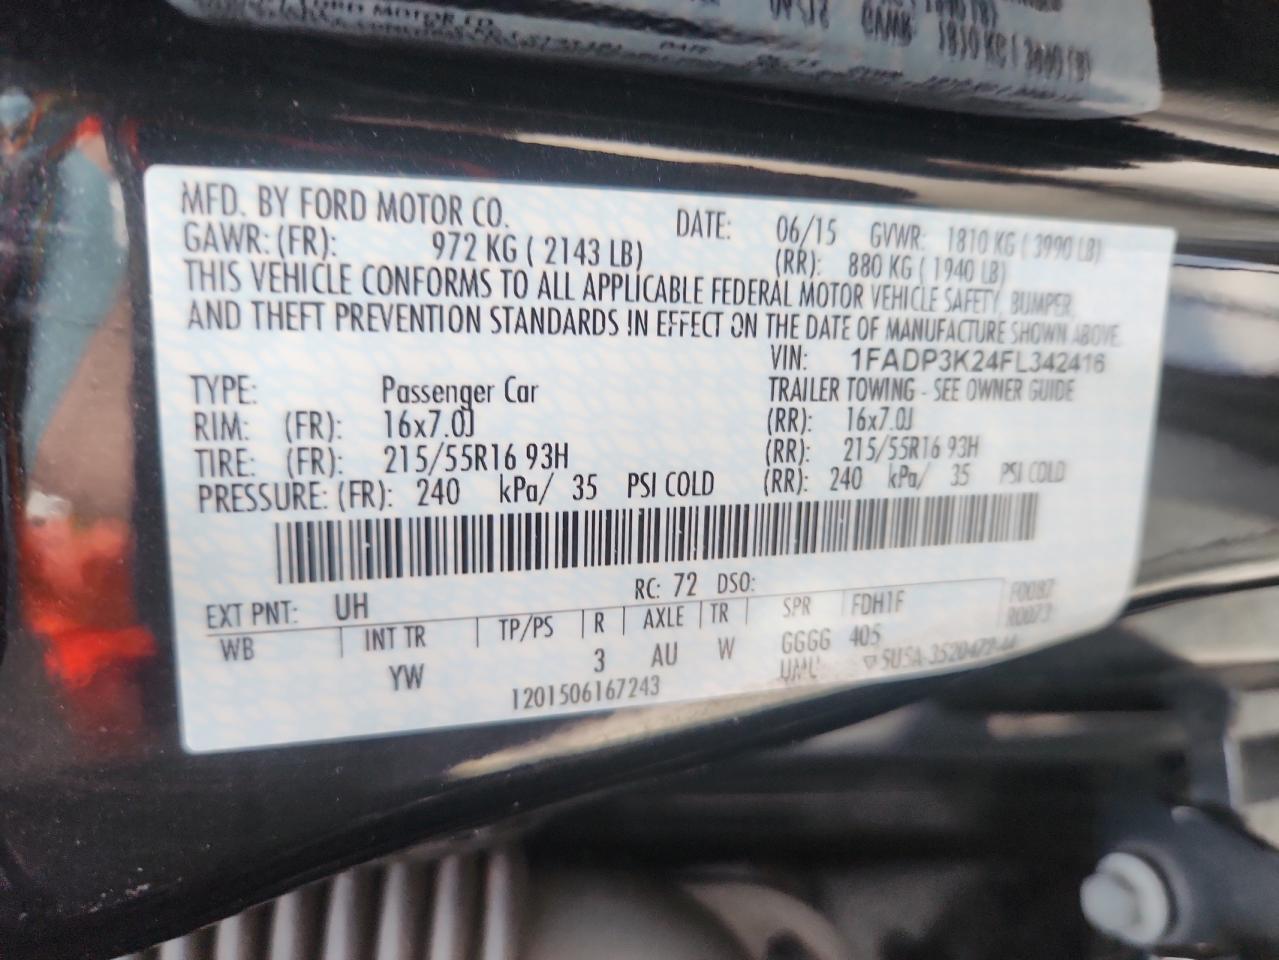 FORD MOTOR CO.
MFD. BY FORD MOTOR CO. DATE: 06/15 GVWR: 1810 KG ( 3990 LB)
GAWR: (FR): 972 KG ( 2143 LB) (RR): 880 KG ( 1940 LB)
THIS VEHICLE CONFORMS TO ALL APPLICABLE FEDERAL MOTOR VEHICLE SAFETY, BUMPER,
AND THEFT PREVENTION STANDARDS IN EFFECT ON THE DATE OF MANUFACTURE SHOWN ABOVE.
VIN: 1FADP3K24FL342416
TYPE: Passenger Car TRAILER TOWING - SEE OWNER GUIDE
RIM: (FR): 16x7.0J (RR): 16x7.0J
TIRE: (FR): 215/55R16 93H (RR): 215/55R16 93H
PRESSURE: (FR): 240 kPa/ 35 PSI COLD (RR): 240 kPa/ 35 PSI COLD
RC: 72 DSO:
EXT PNT: UH FDH1F
WB INT TR TP/PS R AXLE TR SPR
YW 3 AU W GGGG 405
1201506167243